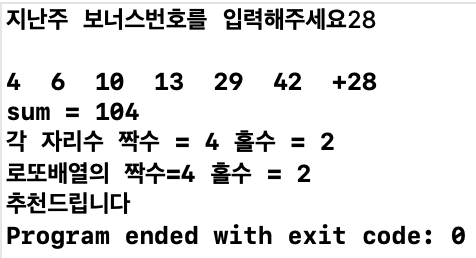 지난주 보너스번호를 입력해주세요28
4 6 10 13 29 42 +28
sum = 104
각 자리수 짝수 = 4 홀수 = 2
로또배열의 짝수=4 홀수 = 2
추천드립니다
Program ended with exit code: 0